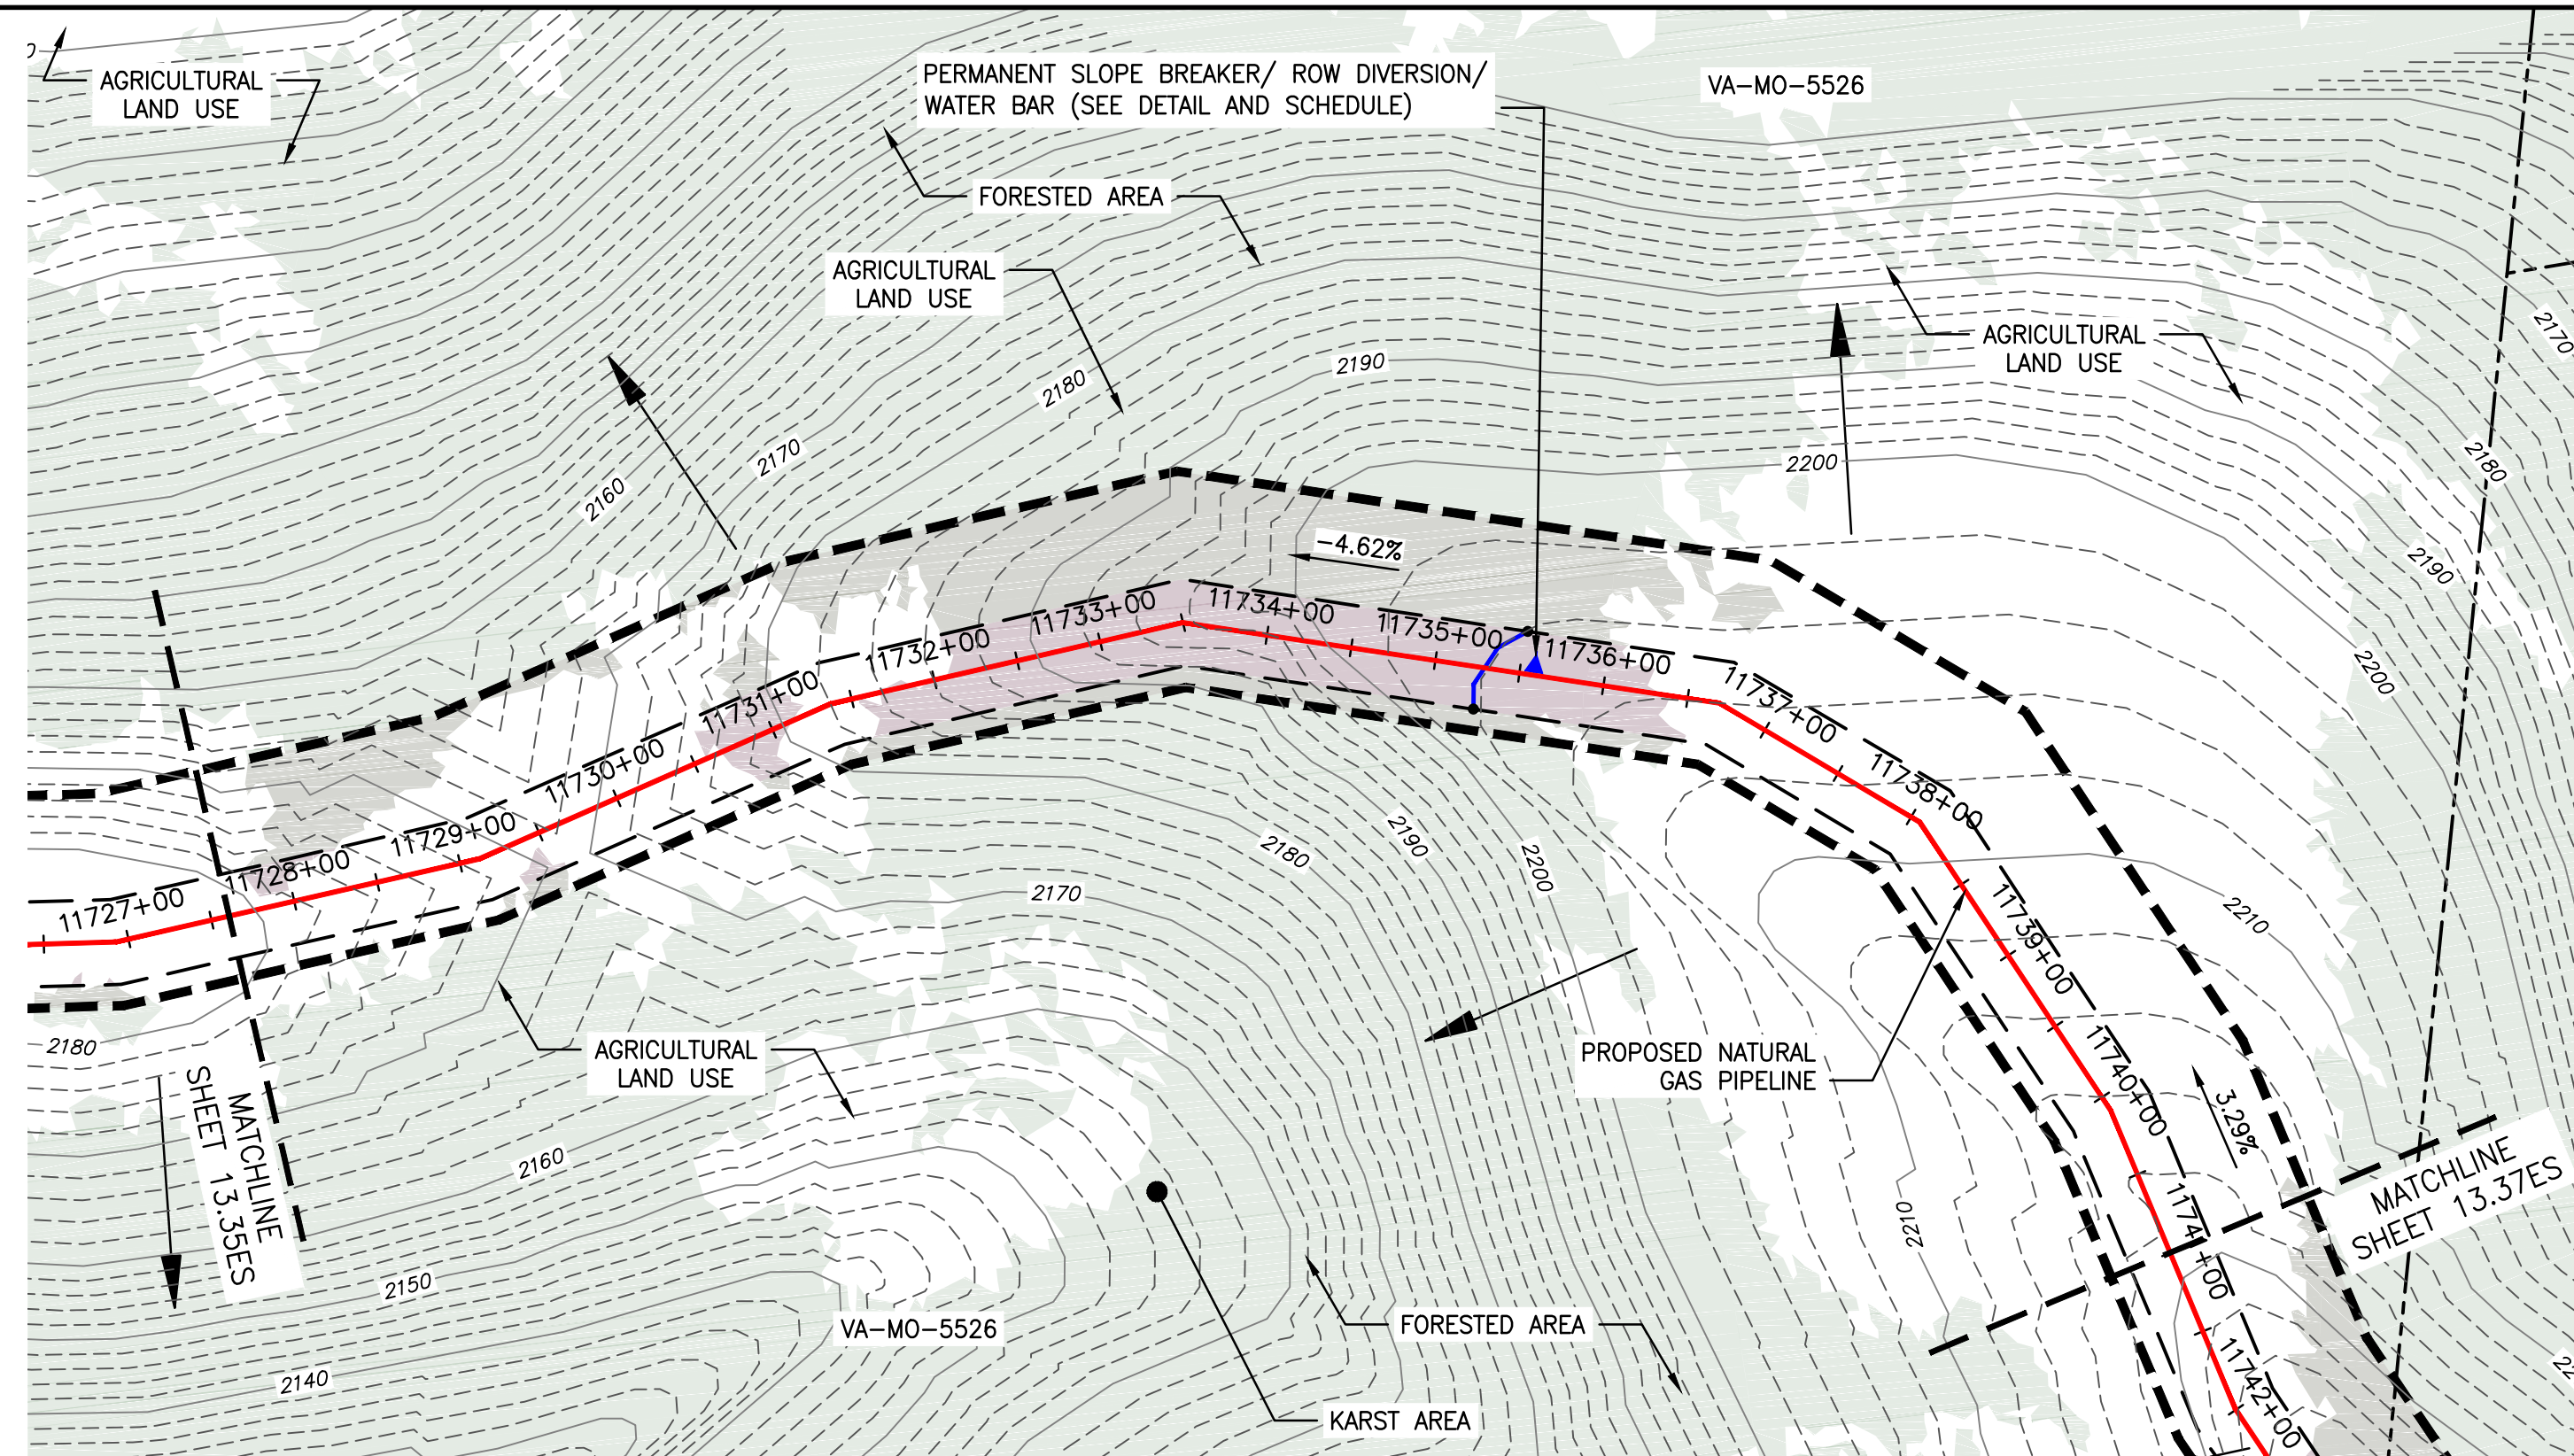 AGRICULTURAL
LAND USE
PERMANENT SLOPE BREAKER/ ROW DIVERSION/
WATER BAR (SEE DETAIL AND SCHEDULE)
VA-MO-5526
FORESTED AREA
AGRICULTURAL
LAND USE
AGRICULTURAL
LAND USE
2170
2190
2180
2170
2160
2200
2180
2190
2200
-4.62%
11727+00
11728+00
11729+00
11730+00
11731+00
11732+00
11733+00
11734+00
11735+00
11736+00
11737+00
11738+00
11739+00
11740+00
11741+00
11742+00
2180
2190
2200
2170
2210
2180
AGRICULTURAL
LAND USE
PROPOSED NATURAL
GAS PIPELINE
3.29%
MATCHLINE
SHEET 13.35ES
MATCHLINE
SHEET 13.37ES
2160
2150
2140
2210
VA-MO-5526
FORESTED AREA
KARST AREA